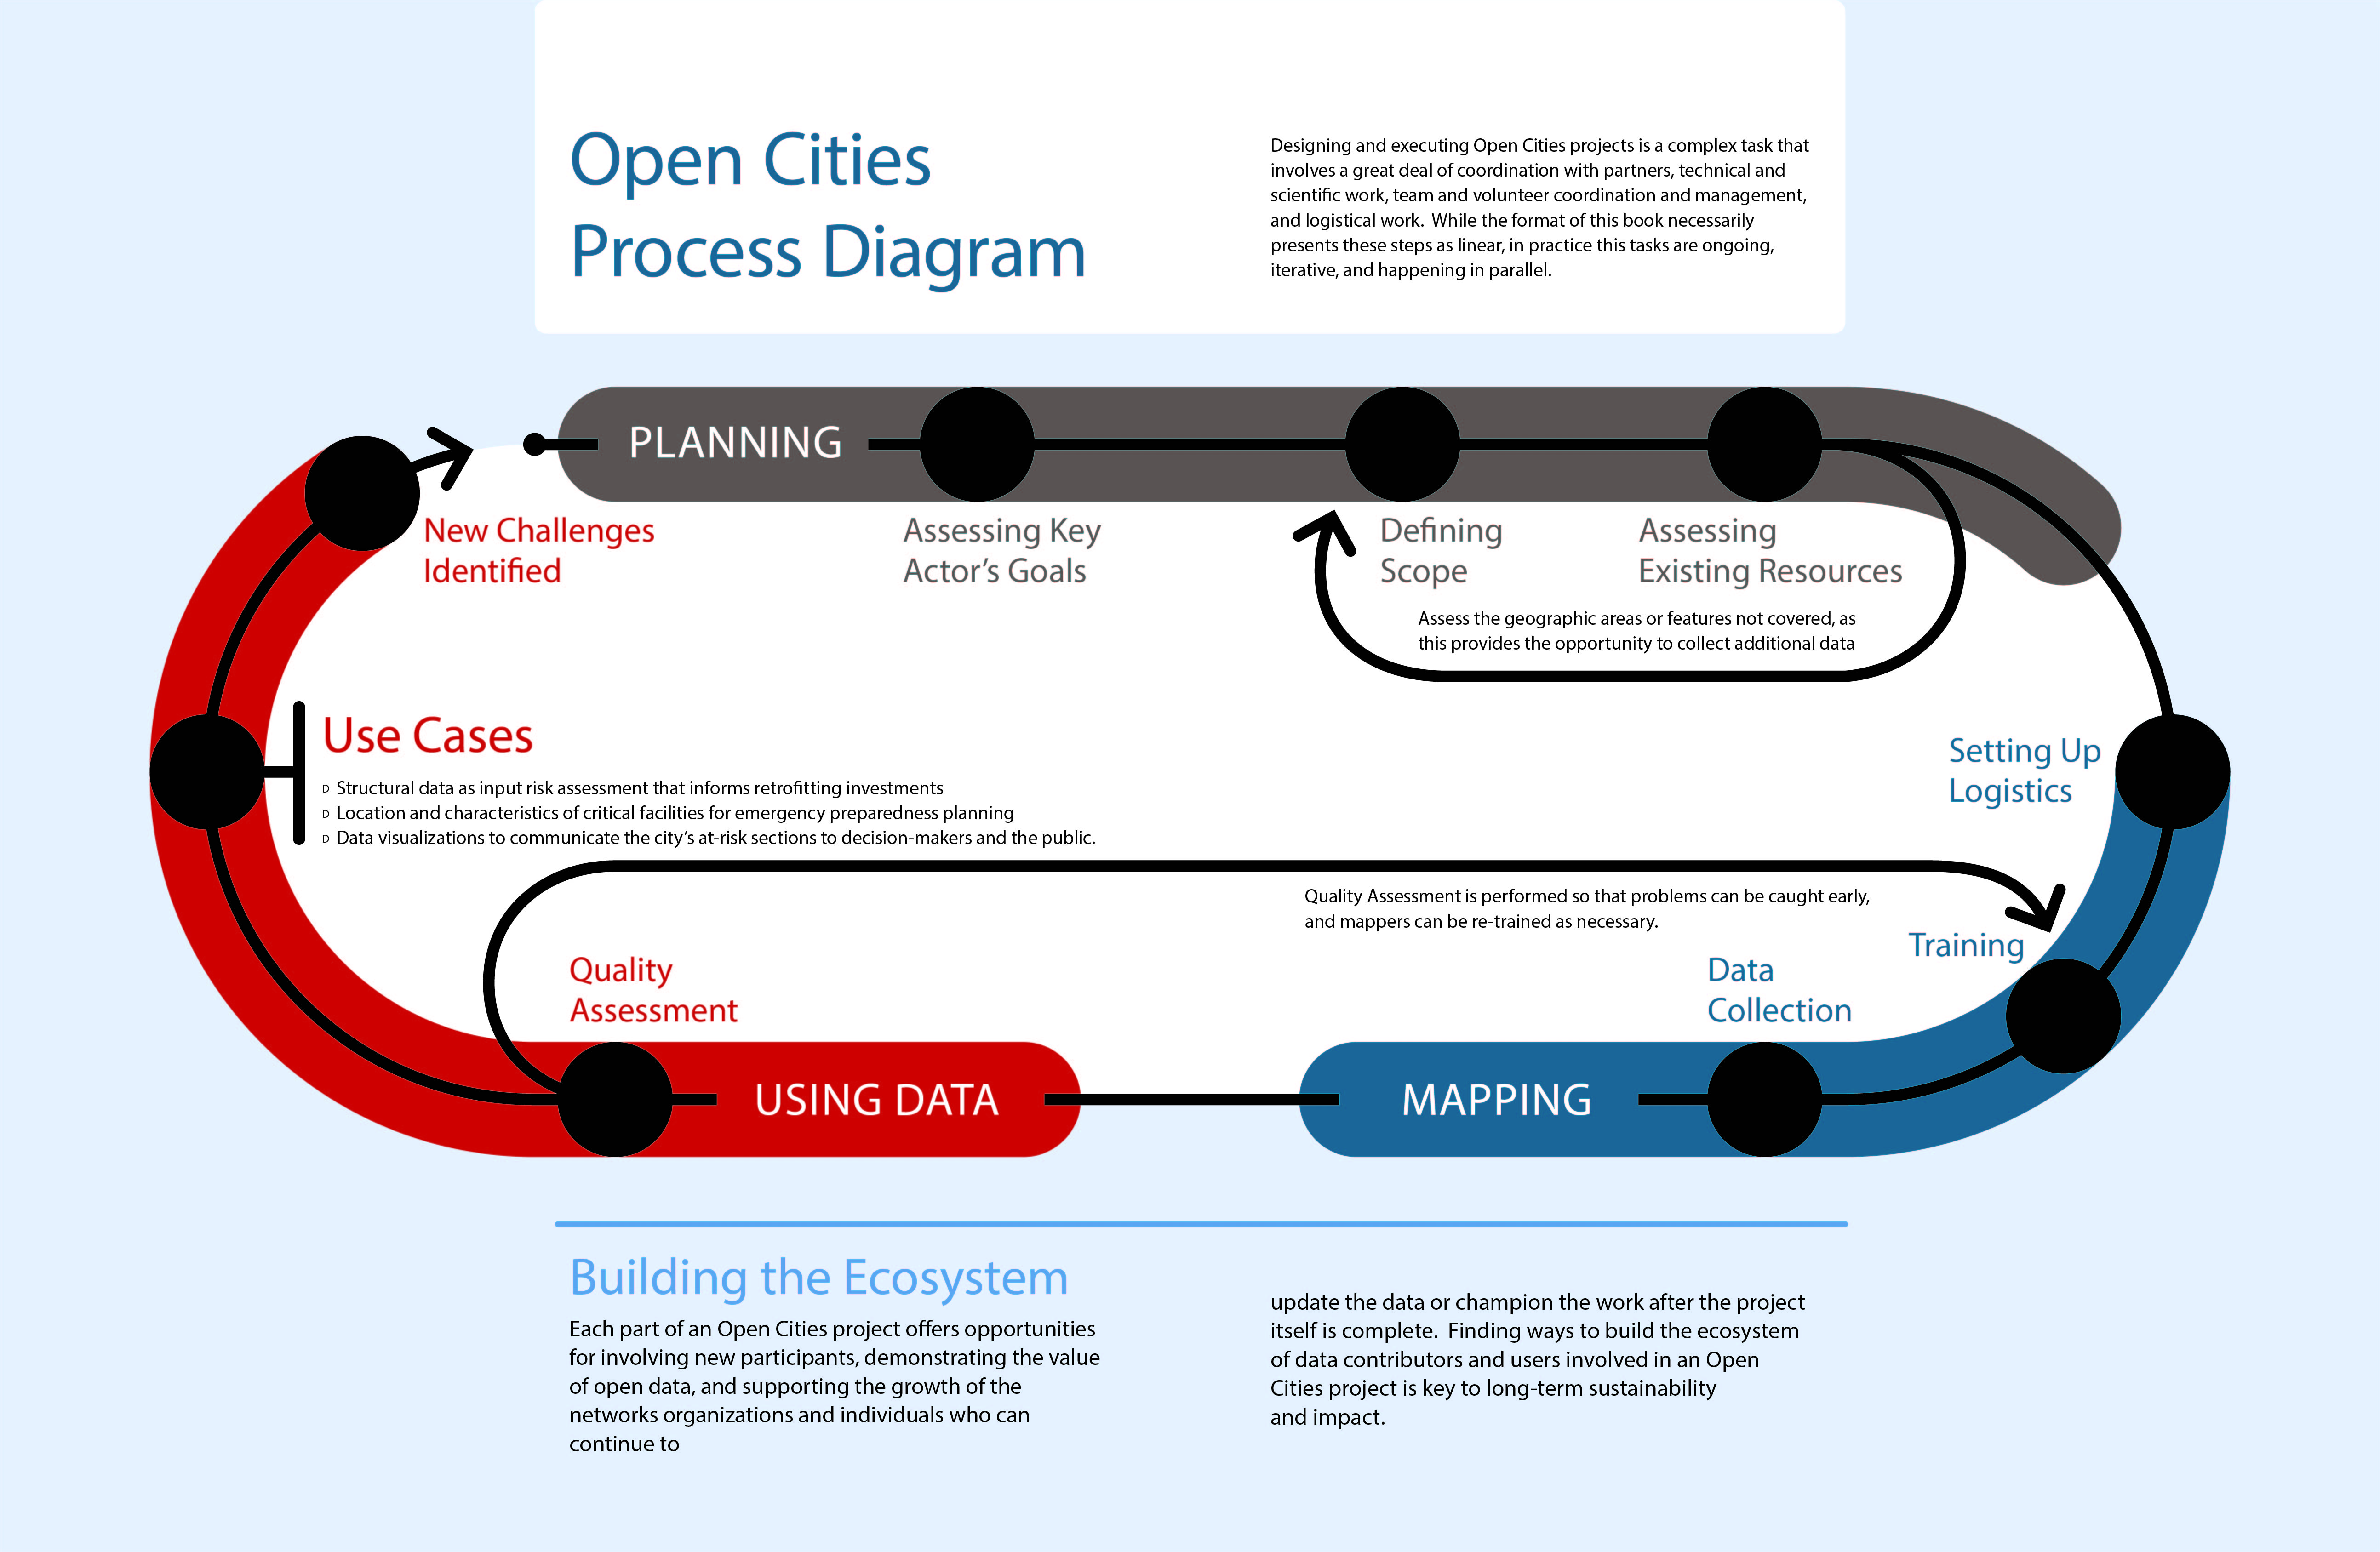 Open Cities
Process Diagram
Designing and executing Open Cities projects is a complex task that
involves a great deal of coordination with partners, technical and
scientific work, team and volunteer coordination and management,
and logistical work. While the format of this book necessarily
presents these steps as linear, in practice this tasks are ongoing,
iterative, and happening in parallel.
PLANNING
New Challenges
Identified
Assessing Key
Actor's Goals
Defining
Scope
Assessing
Existing Resources
Assess the geographic areas or features not covered, as
this provides the opportunity to collect additional data
Setting Up
Logistics
Use Cases
D Structural data as input risk assessment that informs retrofitting investments
D Location and characteristics of critical facilities for emergency preparedness planning
D Data visualizations to communicate the city's at-risk sections to decision-makers and the public.
Quality Assessment is performed so that problems can be caught early,
and mappers can be re-trained as necessary.
Training
Data
Collection
Quality
Assessment
USING DATA
MAPPING
Building the Ecosystem
Each part of an Open Cities project offers opportunities
for involving new participants, demonstrating the value
of open data, and supporting the growth of the
networks organizations and individuals who can
continue to
update the data or champion the work after the project
itself is complete. Finding ways to build the ecosystem
of data contributors and users involved in an Open
Cities project is key to long-term sustainability
and impact.